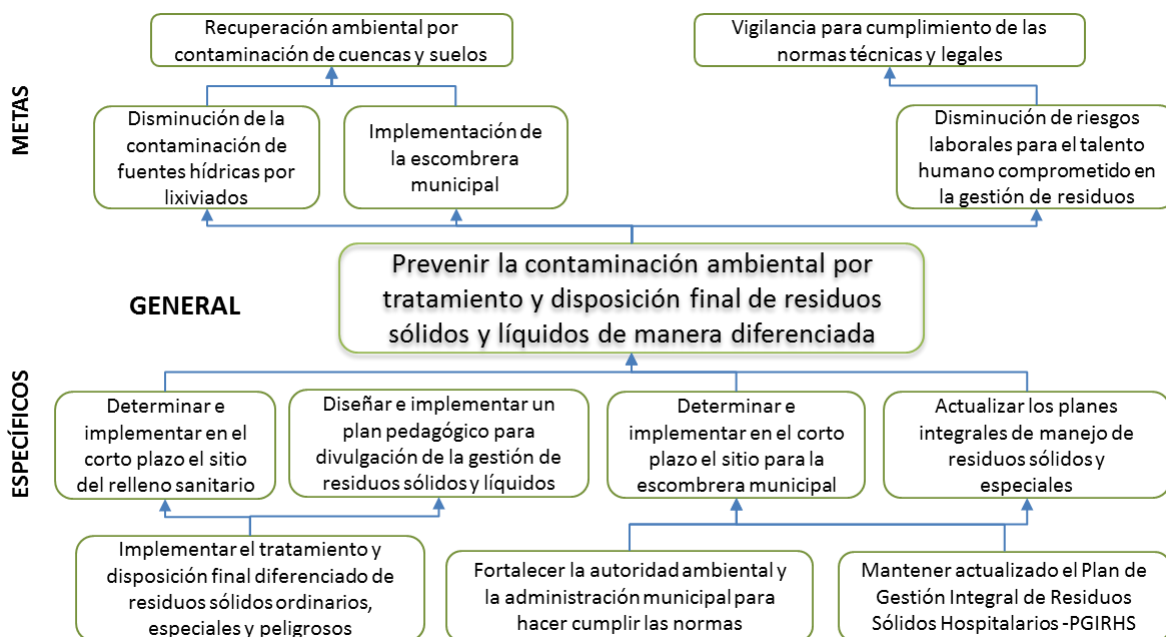 METAS
Recuperación ambiental por
contaminación de cuencas y suelos
Vigilancia para cumplimiento de las
normas técnicas y legales
Disminución de la
contaminación de
fuentes hídricas por
lixiviados
Implementación de
la escombrera
municipal
Disminución de riesgos
laborales para el talento
humano comprometido en
la gestión de residuos
GENERAL
Prevenir la contaminación ambiental por
tratamiento y disposición final de residuos
sólidos y líquidos de manera diferenciada
ESPECÍFICOS
Determinar e
implementar en el
corto plazo el sitio
del relleno sanitario
Diseñar e implementar un
plan pedagógico para
divulgación de la gestión de
residuos sólidos y líquidos
Determinar e
implementar en el corto
plazo el sitio para la
escombrera municipal
Actualizar los planes
integrales de manejo de
residuos sólidos y
especiales
Implementar el tratamiento y
disposición final diferenciado de
residuos sólidos ordinarios,
especiales y peligrosos
Fortalecer la autoridad ambiental y
la administración municipal para
hacer cumplir las normas
Mantener actualizado el Plan de
Gestión Integral de Residuos
Sólidos Hospitalarios -PGIRHS